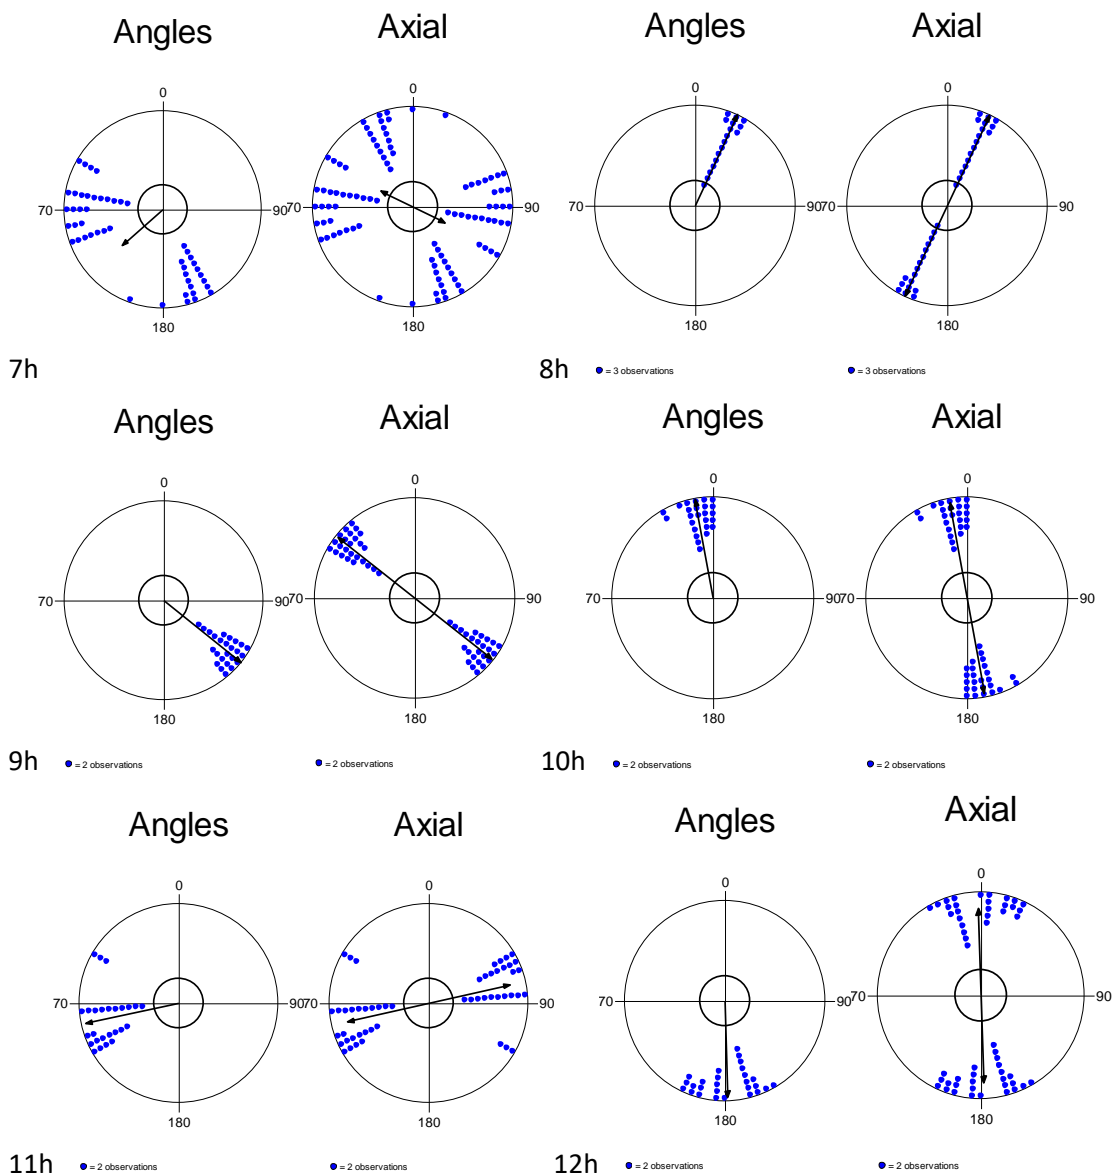 Angles Axial Angles Axial
0 0 0 0
70 90 70 90 70 90 70 90
180 180 180 180
7h 8h = 3 observations = 3 observations
Angles Axial Angles Axial
0 0 0 0
70 90 70 90 70 90 70 90
180 180 180 180
9h = 2 observations = 2 observations 10h = 2 observations = 2 observations
Angles Axial Angles Axial
0 0 0 0
70 90 70 90 70 90 70 90
180 180 180 180
11h = 2 observations = 2 observations 12h = 2 observations = 2 observations